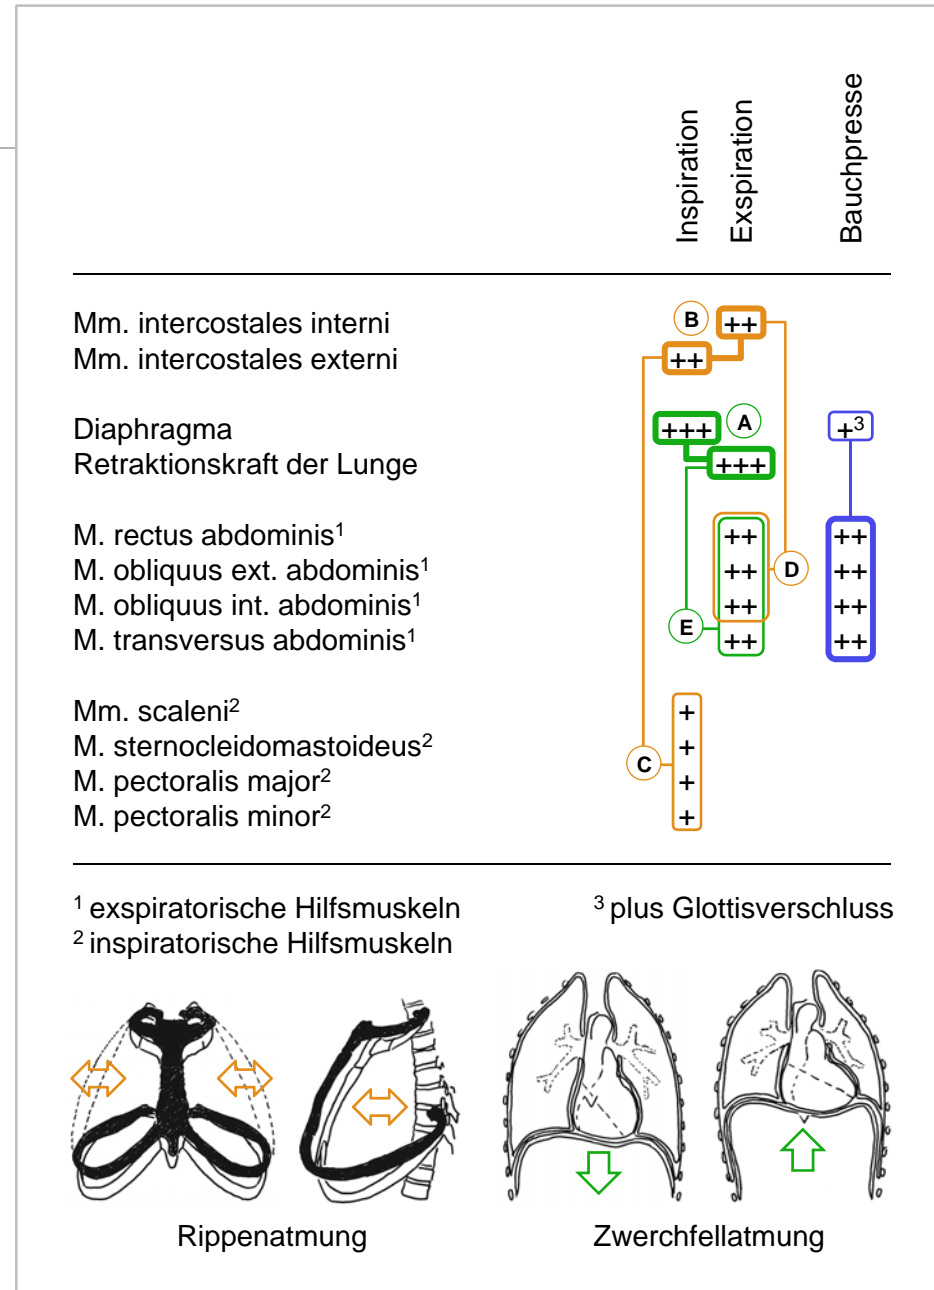 Inspiration
Exspiration
Bauchpresse
Mm. intercostales interni B ++
Mm. intercostales externi ++
Diaphragma +++ A +³
Retraktionskraft der Lunge +++
M. rectus abdominis¹ ++ ++
M. obliquus ext. abdominis¹ ++ D ++
M. obliquus int. abdominis¹ ++ ++
M. transversus abdominis¹ E ++ ++
Mm. scaleni² +
M. sternocleidomastoideus² +
M. pectoralis major² C +
M. pectoralis minor² +
¹ exspiratorische Hilfsmuskeln ³ plus Glottisverschluss
² inspiratorische Hilfsmuskeln
Rippenatmung Zwerchfellatmung